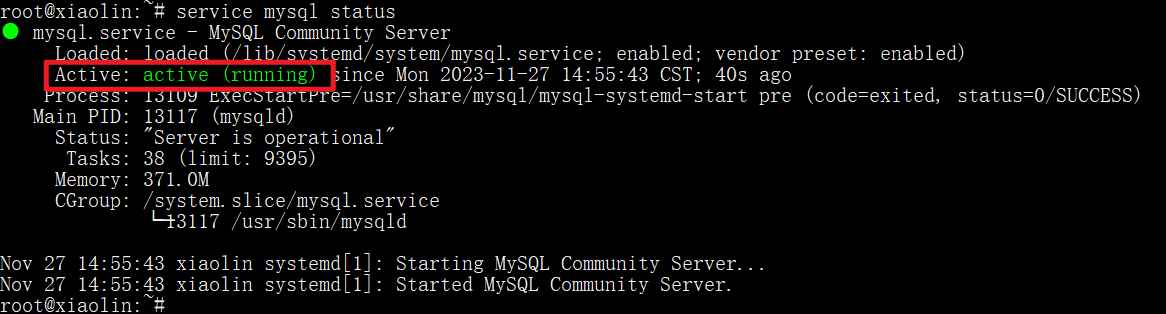 root@xiaolin:~# service mysql status
● mysql.service - MySQL Community Server
Loaded: loaded (/lib/systemd/system/mysql.service; enabled; vendor preset: enabled)
Active: active (running) since Mon 2023-11-27 14:55:43 CST; 40s ago
Process: 13109 ExecStartPre=/usr/share/mysql/mysql-systemd-start pre (code=exited, status=0/SUCCESS)
Main PID: 13117 (mysqld)
Status: "Server is operational"
Tasks: 38 (limit: 9395)
Memory: 371.0M
CGroup: /system.slice/mysql.service
└─13117 /usr/sbin/mysqld
Nov 27 14:55:43 xiaolin systemd[1]: Starting MySQL Community Server...
Nov 27 14:55:43 xiaolin systemd[1]: Started MySQL Community Server.
root@xiaolin:~#